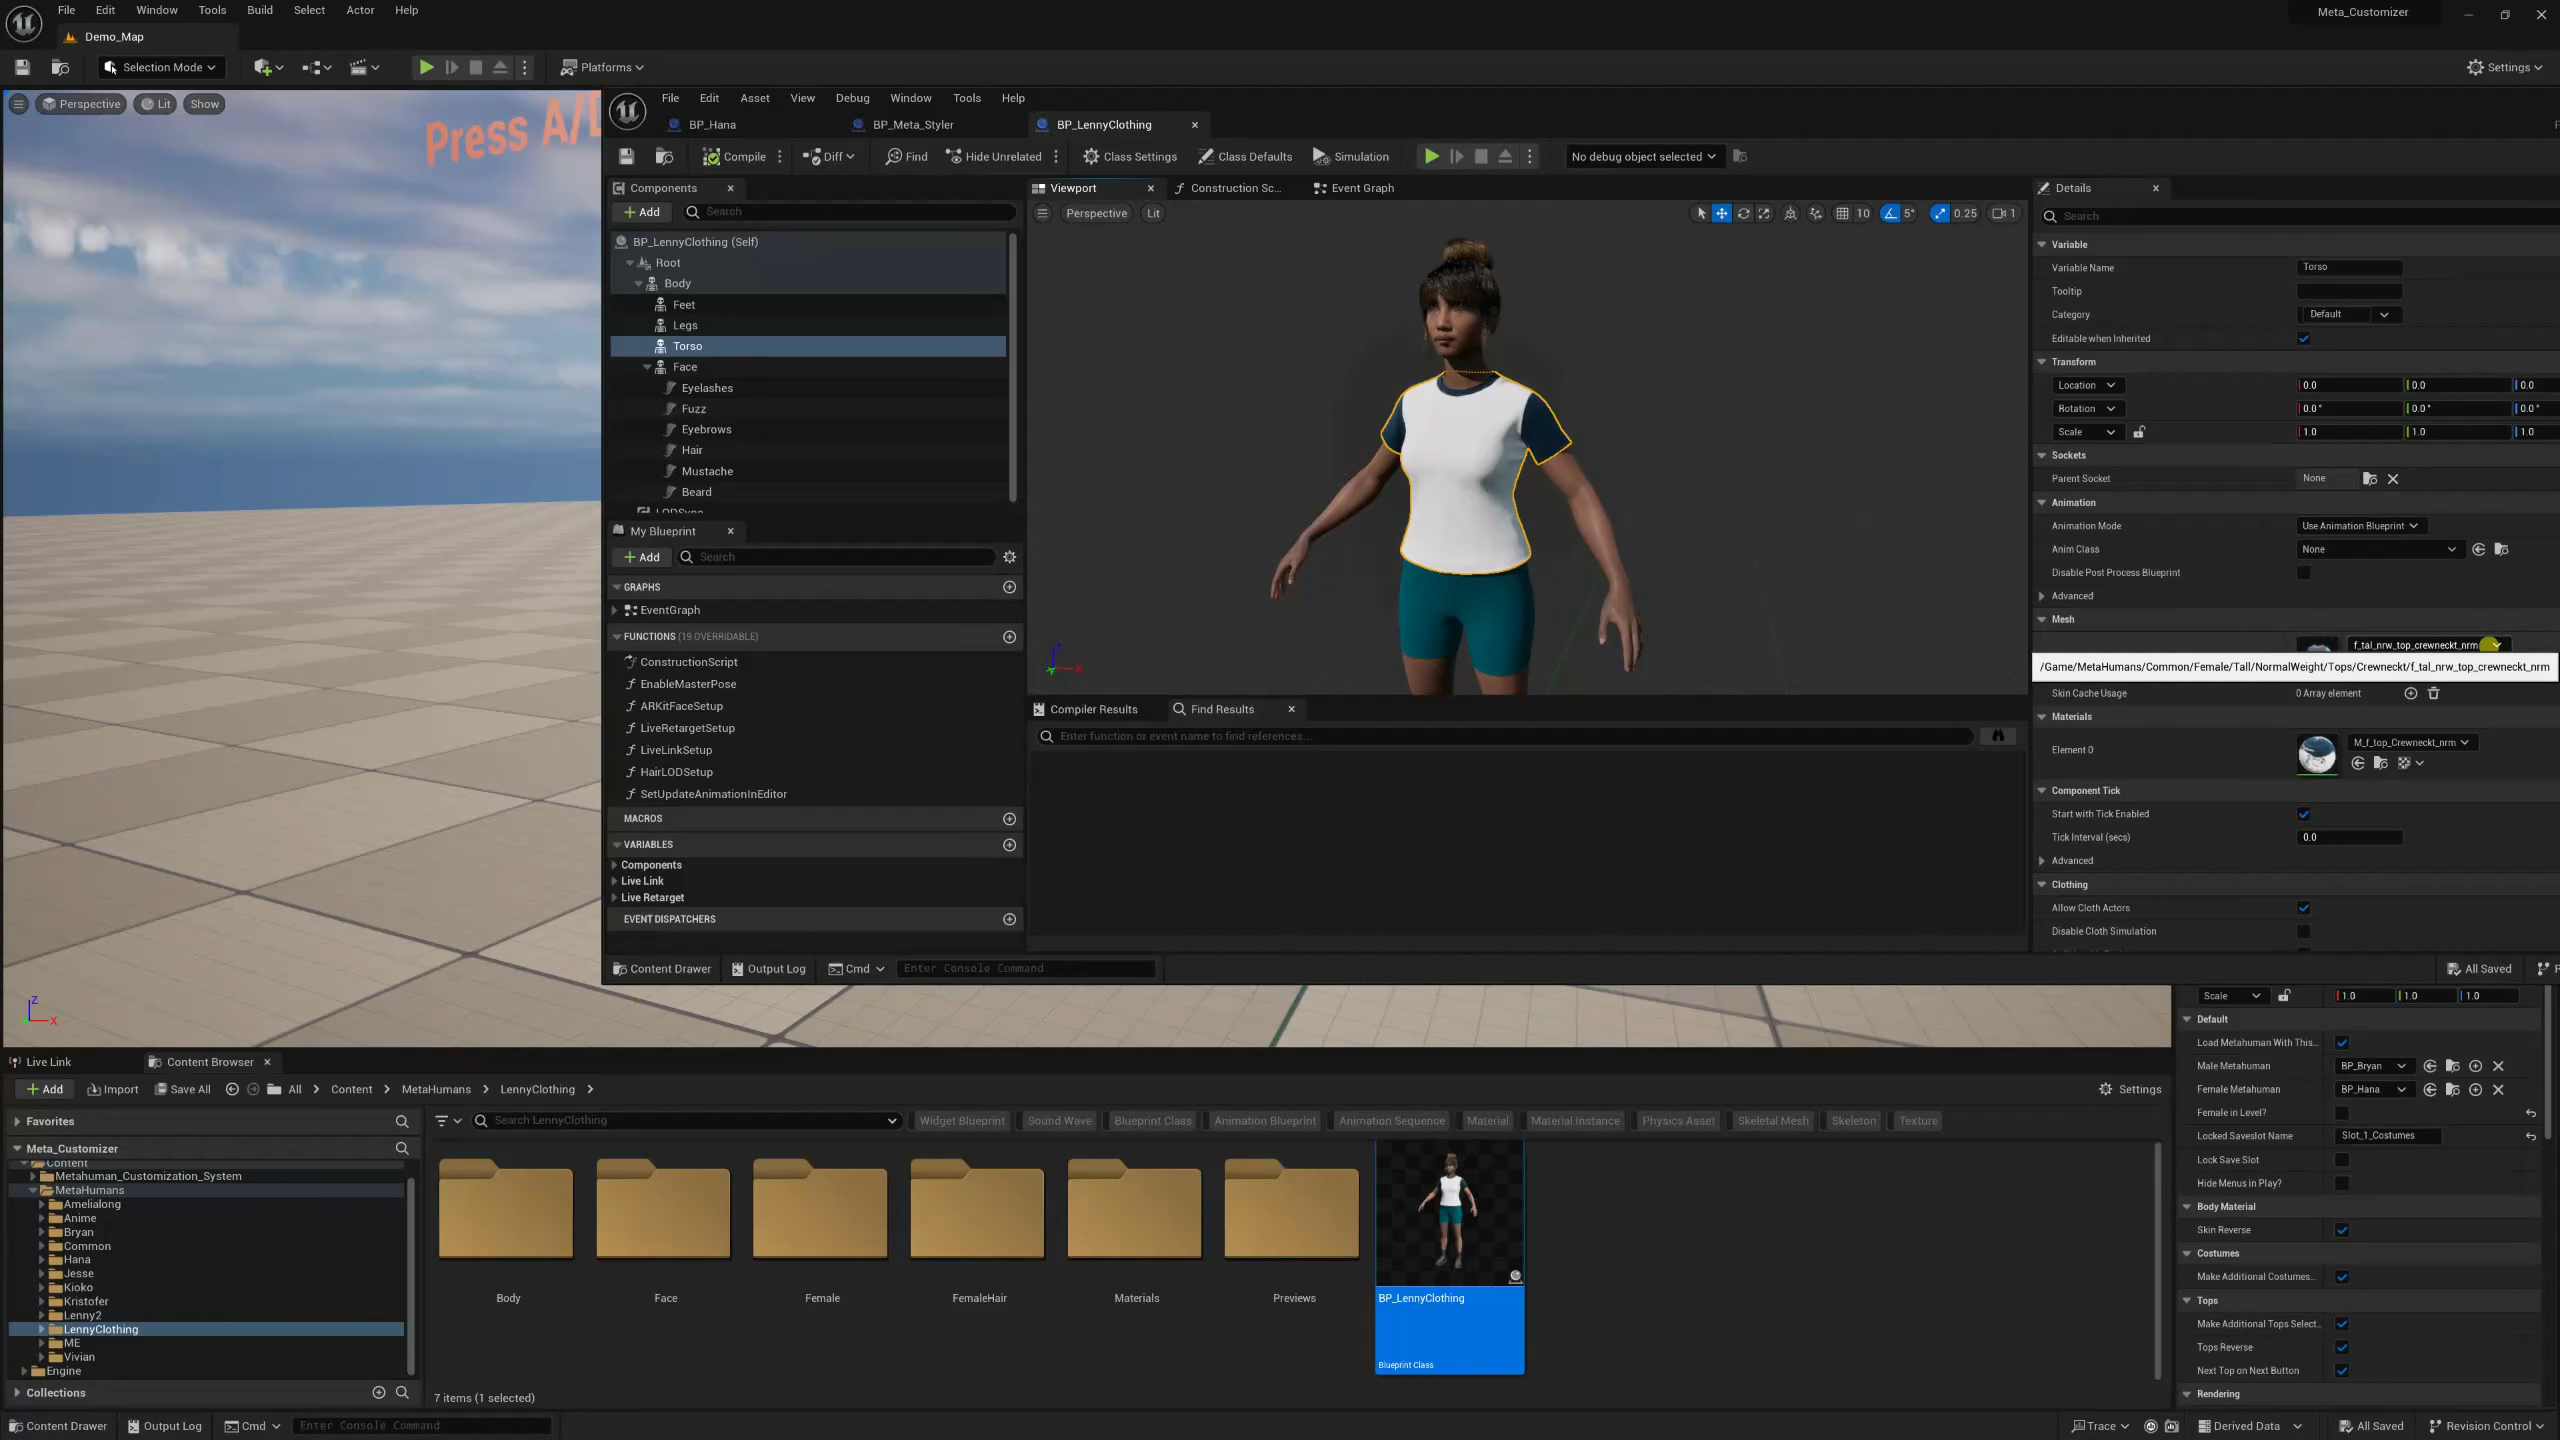 File Edit Window Tools Build Select Actor Help
Meta_Customizer
Demo_Map
Selection Mode
Platforms
Settings
Perspective Lit Show
Press A/D
File Edit Asset View Debug Window Tools Help
BP_Hana
BP_Meta_Styler
BP_LennyClothing
Compile
Diff
Find
Hide Unrelated
Class Settings
Class Defaults
Simulation
No debug object selected
Components
Add
Search
BP_LennyClothing (Self)
Root
Body
Feet
Legs
Torso
Face
Eyelashes
Fuzz
Eyebrows
Hair
Mustache
Beard
My Blueprint
Add
Search
GRAPHS
EventGraph
FUNCTIONS (19 OVERRIDABLE)
ConstructionScript
EnableMasterPose
ARKitFaceSetup
LiveRetargetSetup
LiveLinkSetup
HairLODSetup
SetUpdateAnimationInEditor
MACROS
VARIABLES
Components
Live Link
Live Retarget
EVENT DISPATCHERS
Viewport
Construction Sc...
Event Graph
Perspective Lit
10 5° 0.25 1
Z
X
Compiler Results
Find Results
Enter function or event name to find references...
Details
Search
Variable
Variable Name Torso
Tooltip
Category Default
Editable when Inherited
Transform
Location 0.0 0.0 0.0
Rotation 0.0° 0.0° 0.0°
Scale 1.0 1.0 1.0
Sockets
Parent Socket None
Animation
Animation Mode Use Animation Blueprint
Anim Class None
Disable Post Process Blueprint
Advanced
Mesh
f_tal_nrw_top_crewneckt_nrm
/Game/MetaHumans/Common/Female/Tall/NormalWeight/Tops/Crewneckt/f_tal_nrw_top_crewneckt_nrm
Skin Cache Usage 0 Array element
Materials
Element 0 M_f_top_Crewneckt_nrm
Component Tick
Start with Tick Enabled
Tick Interval (secs) 0.0
Advanced
Clothing
Allow Cloth Actors
Disable Cloth Simulation
Content Drawer Output Log Cmd Enter Console Command
All Saved
Z
X
Scale 1.0 1.0 1.0
Default
Load Metahuman With This...
Male Metahuman BP_Bryan
Female Metahuman BP_Hana
Female in Level?
Locked Saveslot Name Slot_1_Costumes
Lock Save Slot
Hide Menus in Play?
Body Material
Skin Reverse
Costumes
Make Additional Costumes...
Tops
Make Additional Tops Select...
Tops Reverse
Next Top on Next Button
Rendering
Live Link
Content Browser
Add Import Save All All Content MetaHumans LennyClothing
Settings
Favorites
Meta_Customizer
Content
Metahuman_Customization_System
MetaHumans
Amelialong
Anime
Bryan
Common
Hana
Jesse
Kioko
Kristofer
Lenny2
LennyClothing
ME
Vivian
Engine
Collections
Search LennyClothing
Widget Blueprint Sound Wave Blueprint Class Animation Blueprint Animation Sequence Material Material Instance Physics Asset Skeletal Mesh Skeleton Texture
Body
Face
Female
FemaleHair
Materials
Previews
BP_LennyClothing
Blueprint Class
7 items (1 selected)
Content Drawer Output Log Cmd Enter Console Command
Trace
Derived Data
All Saved
Revision Control